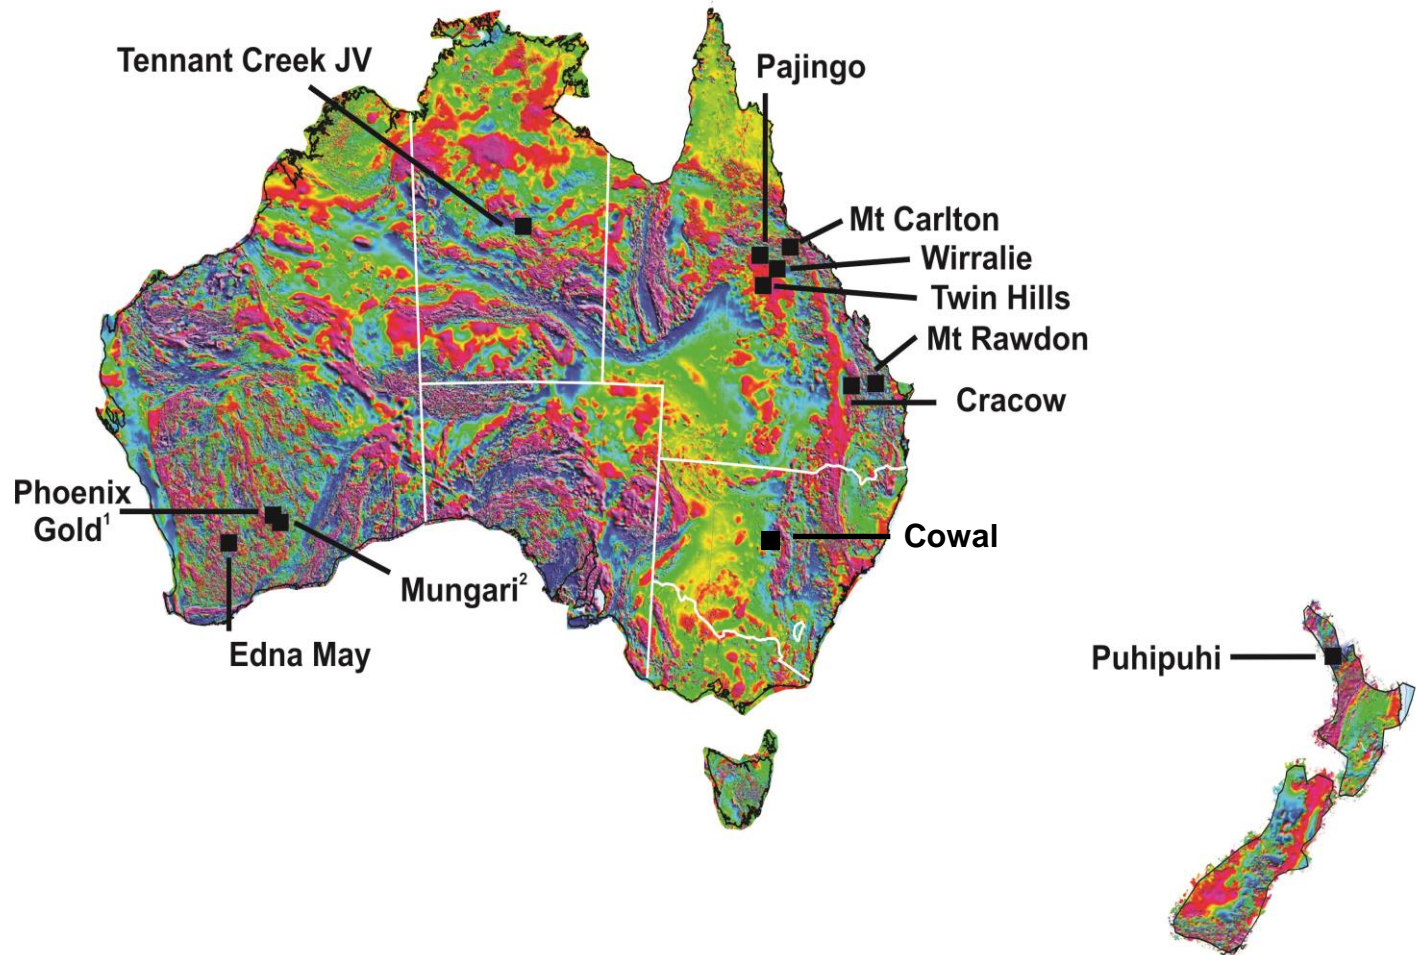 Tennant Creek JV
Pajingo
Mt Carlton
Wirralie
Twin Hills
Mt Rawdon
Cracow
Phoenix
Gold¹
Cowal
Mungari²
Edna May
Puhipuhi